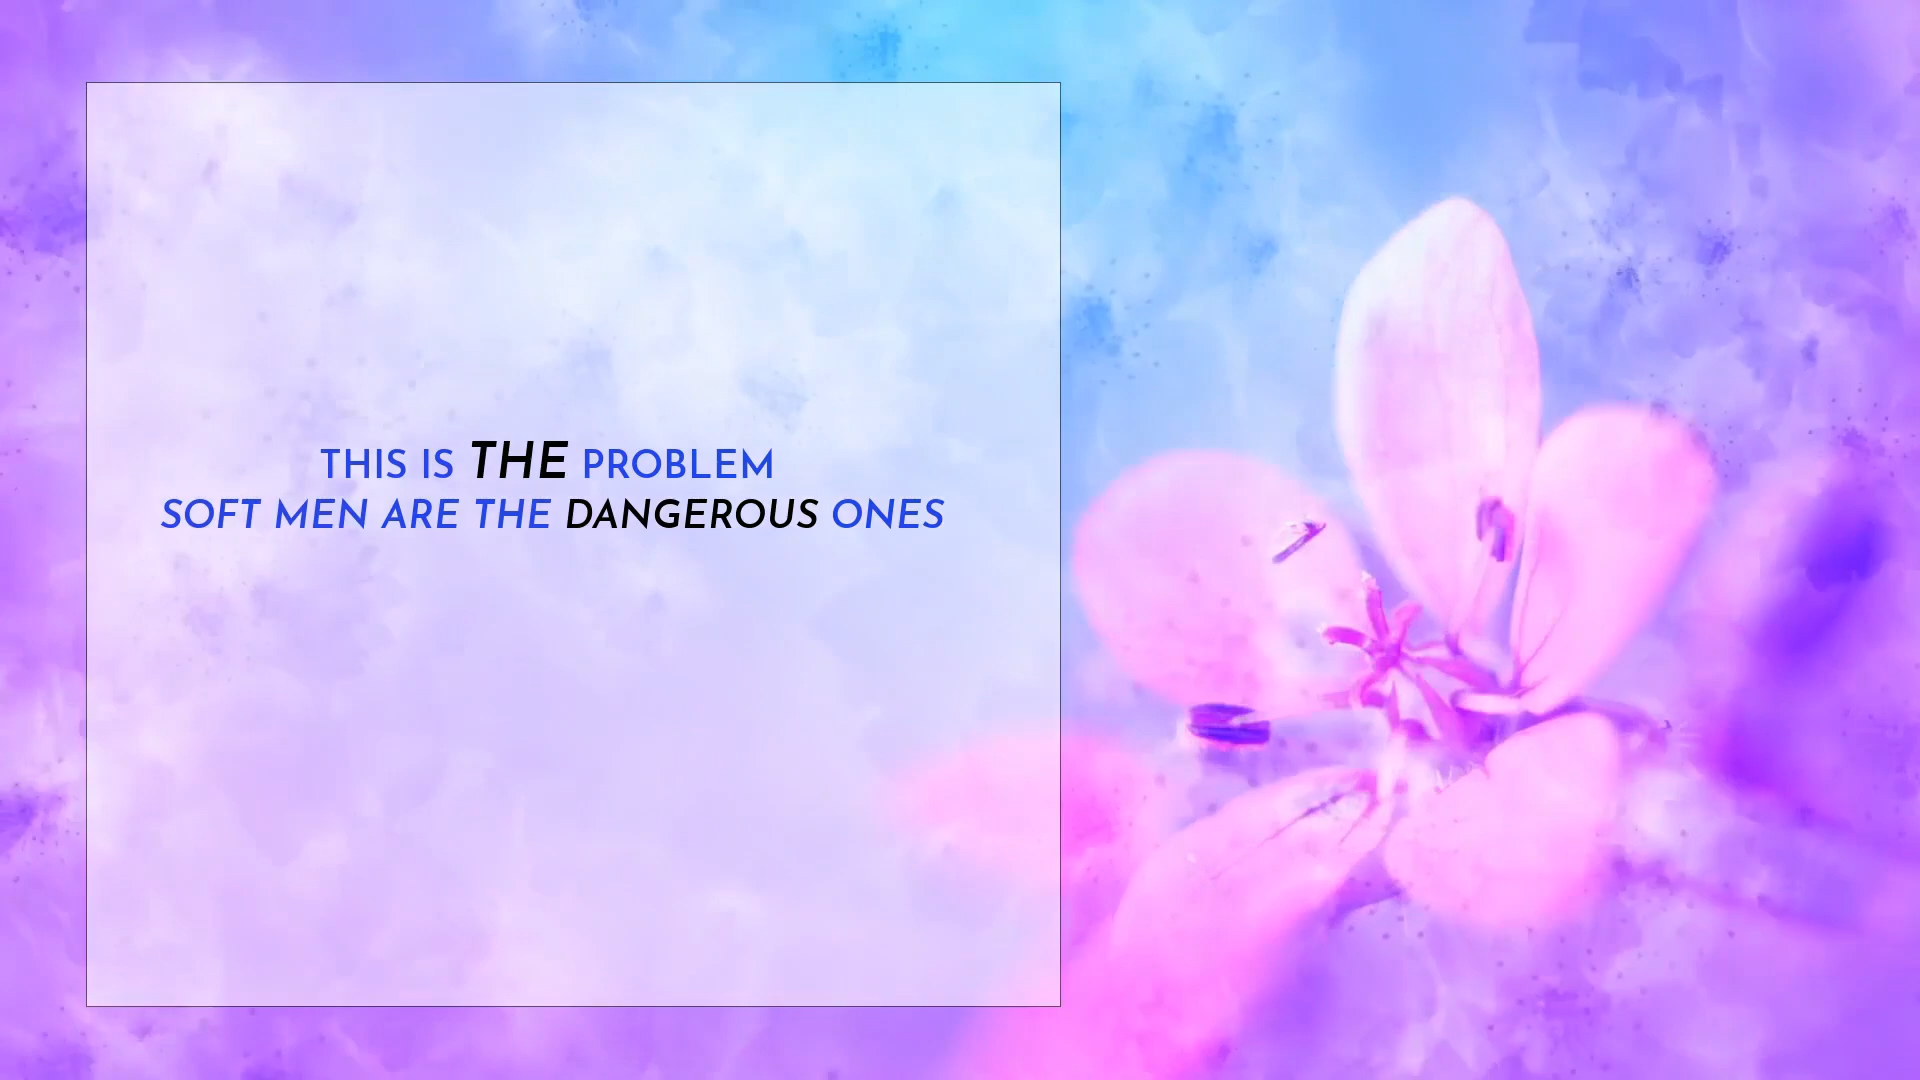 THIS IS THE PROBLEM
SOFT MEN ARE THE DANGEROUS ONES